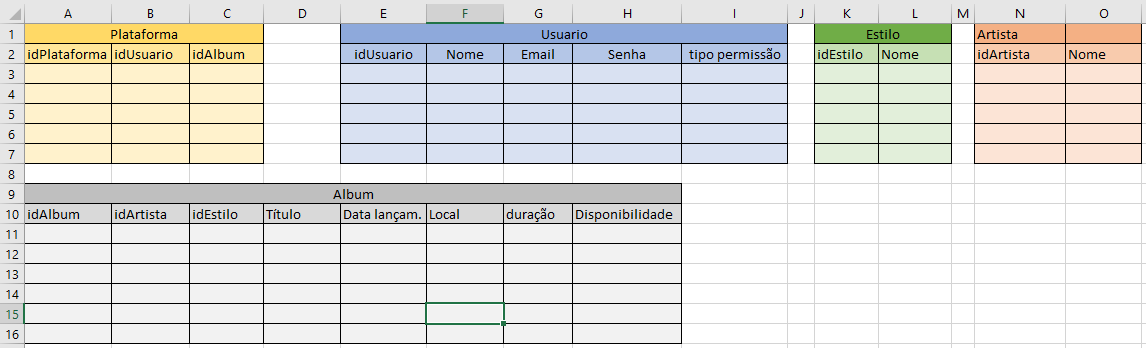 A B C D E F G H I J K L M N O
1 Plataforma Usuario Estilo Artista
2 idPlataforma idUsuario idAlbum idUsuario Nome Email Senha tipo permissão idEstilo Nome idArtista Nome
3
4
5
6
7
8
9 Album
10 idAlbum idArtista idEstilo Título Data lançam. Local duração Disponibilidade
11
12
13
14
15
16